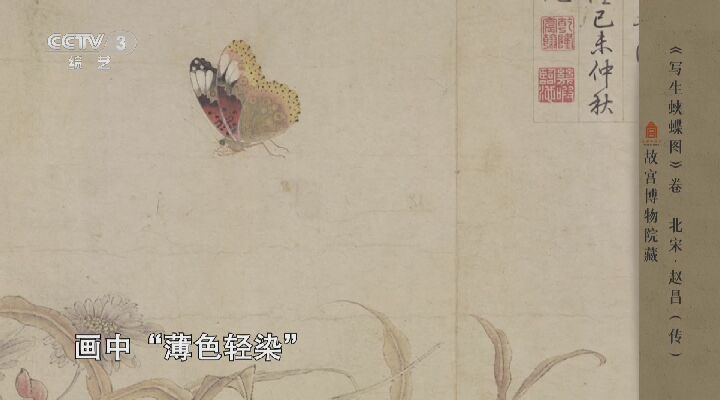 CCTV 3
综艺
己未仲秋
《写生蛱蝶图》卷 北宋·赵昌（传）
故宫博物院藏
画中“薄色轻染”